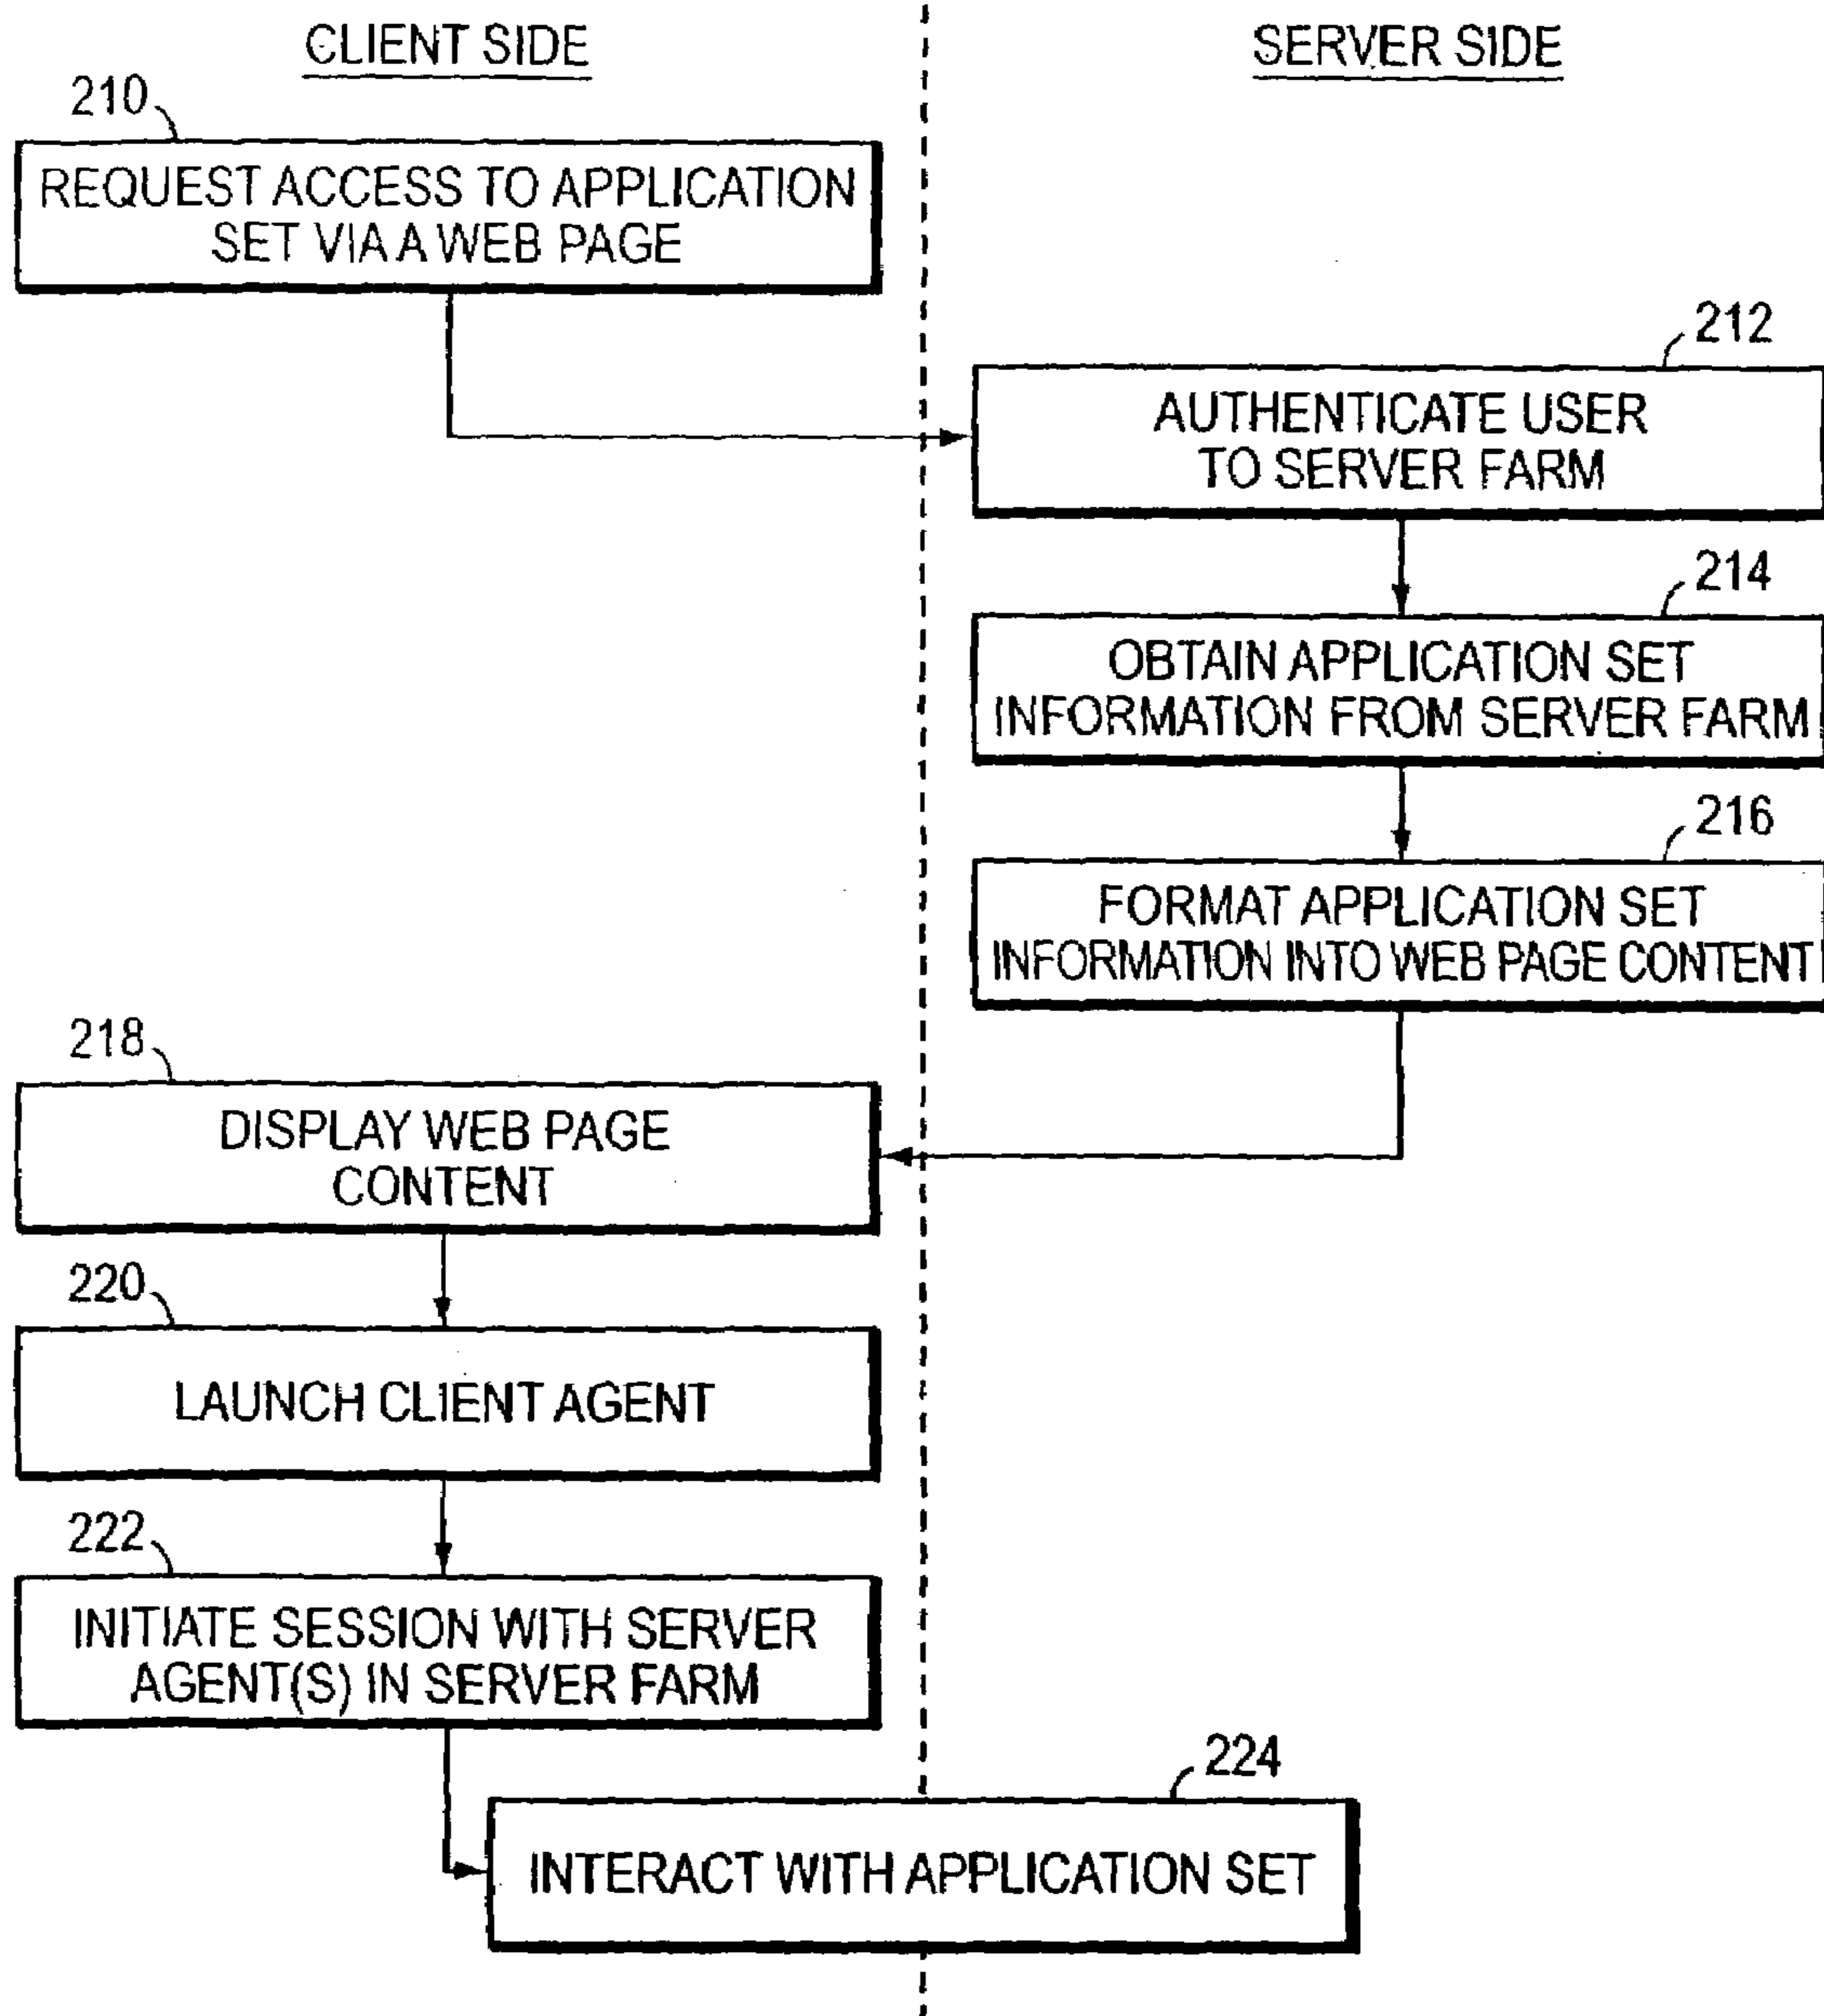 CLIENT SIDE
SERVER SIDE
210
REQUEST ACCESS TO APPLICATION
SET VIA A WEB PAGE
212
AUTHENTICATE USER
TO SERVER FARM
214
OBTAIN APPLICATION SET
INFORMATION FROM SERVER FARM
216
FORMAT APPLICATION SET
INFORMATION INTO WEB PAGE CONTENT
218
DISPLAY WEB PAGE
CONTENT
220
LAUNCH CLIENT AGENT
222
INITIATE SESSION WITH SERVER
AGENT(S) IN SERVER FARM
224
INTERACT WITH APPLICATION SET